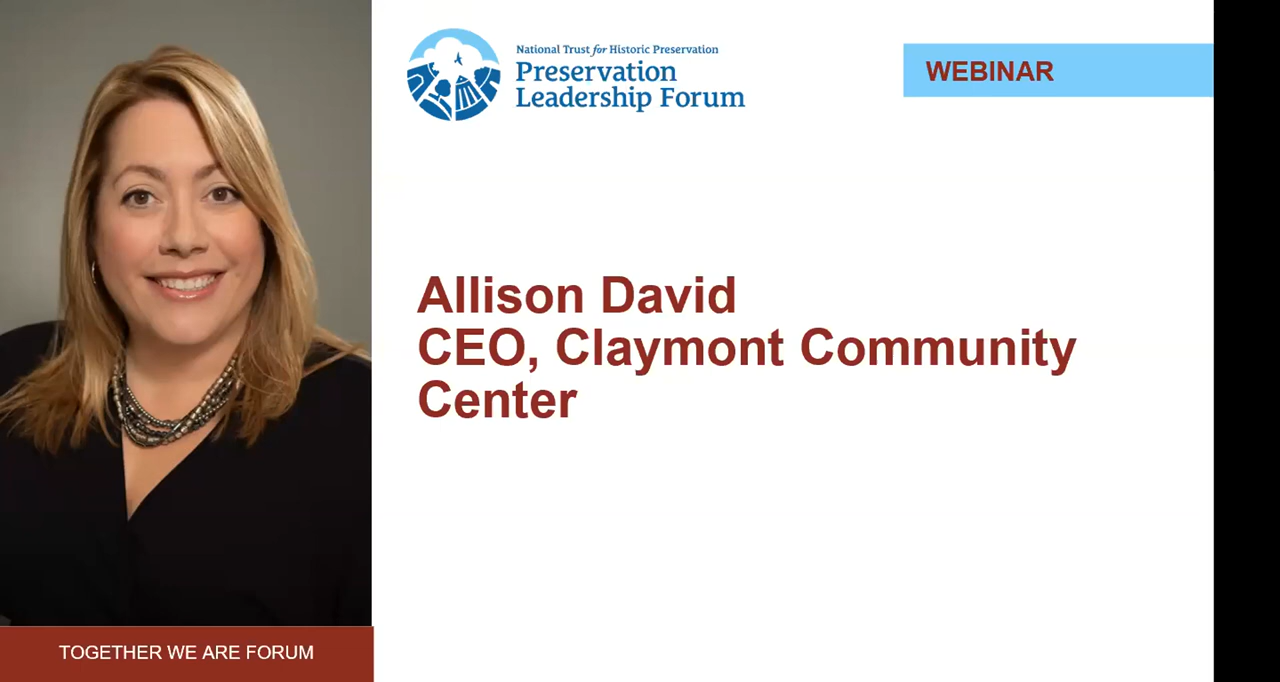 National Trust for Historic Preservation
Preservation
Leadership Forum
WEBINAR
Allison David
CEO, Claymont Community
Center
TOGETHER WE ARE FORUM